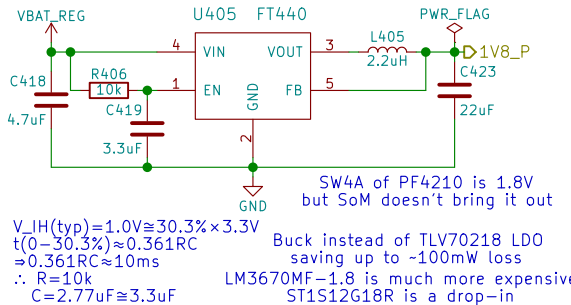 VBAT_REG
U405 FT440
PWR_FLAG
L405
2.2uH
1V8_P
4 VIN VOUT 3
R406
10k
1 EN FB 5
GND
2
C418
4.7uF
C419
3.3uF
C423
22uF
GND
SW4A of PF4210 is 1.8V
but SoM doesn't bring it out
V_IH(typ)=1.0V≅30.3%×3.3V
t(0-30.3%)≈0.361RC
⇒0.361RC≈10ms
∴ R=10k
C=2.77uF≅3.3uF
Buck instead of TLV70218 LDO
saving up to ~100mW loss
LM3670MF-1.8 is much more expensive
ST1S12G18R is a drop-in